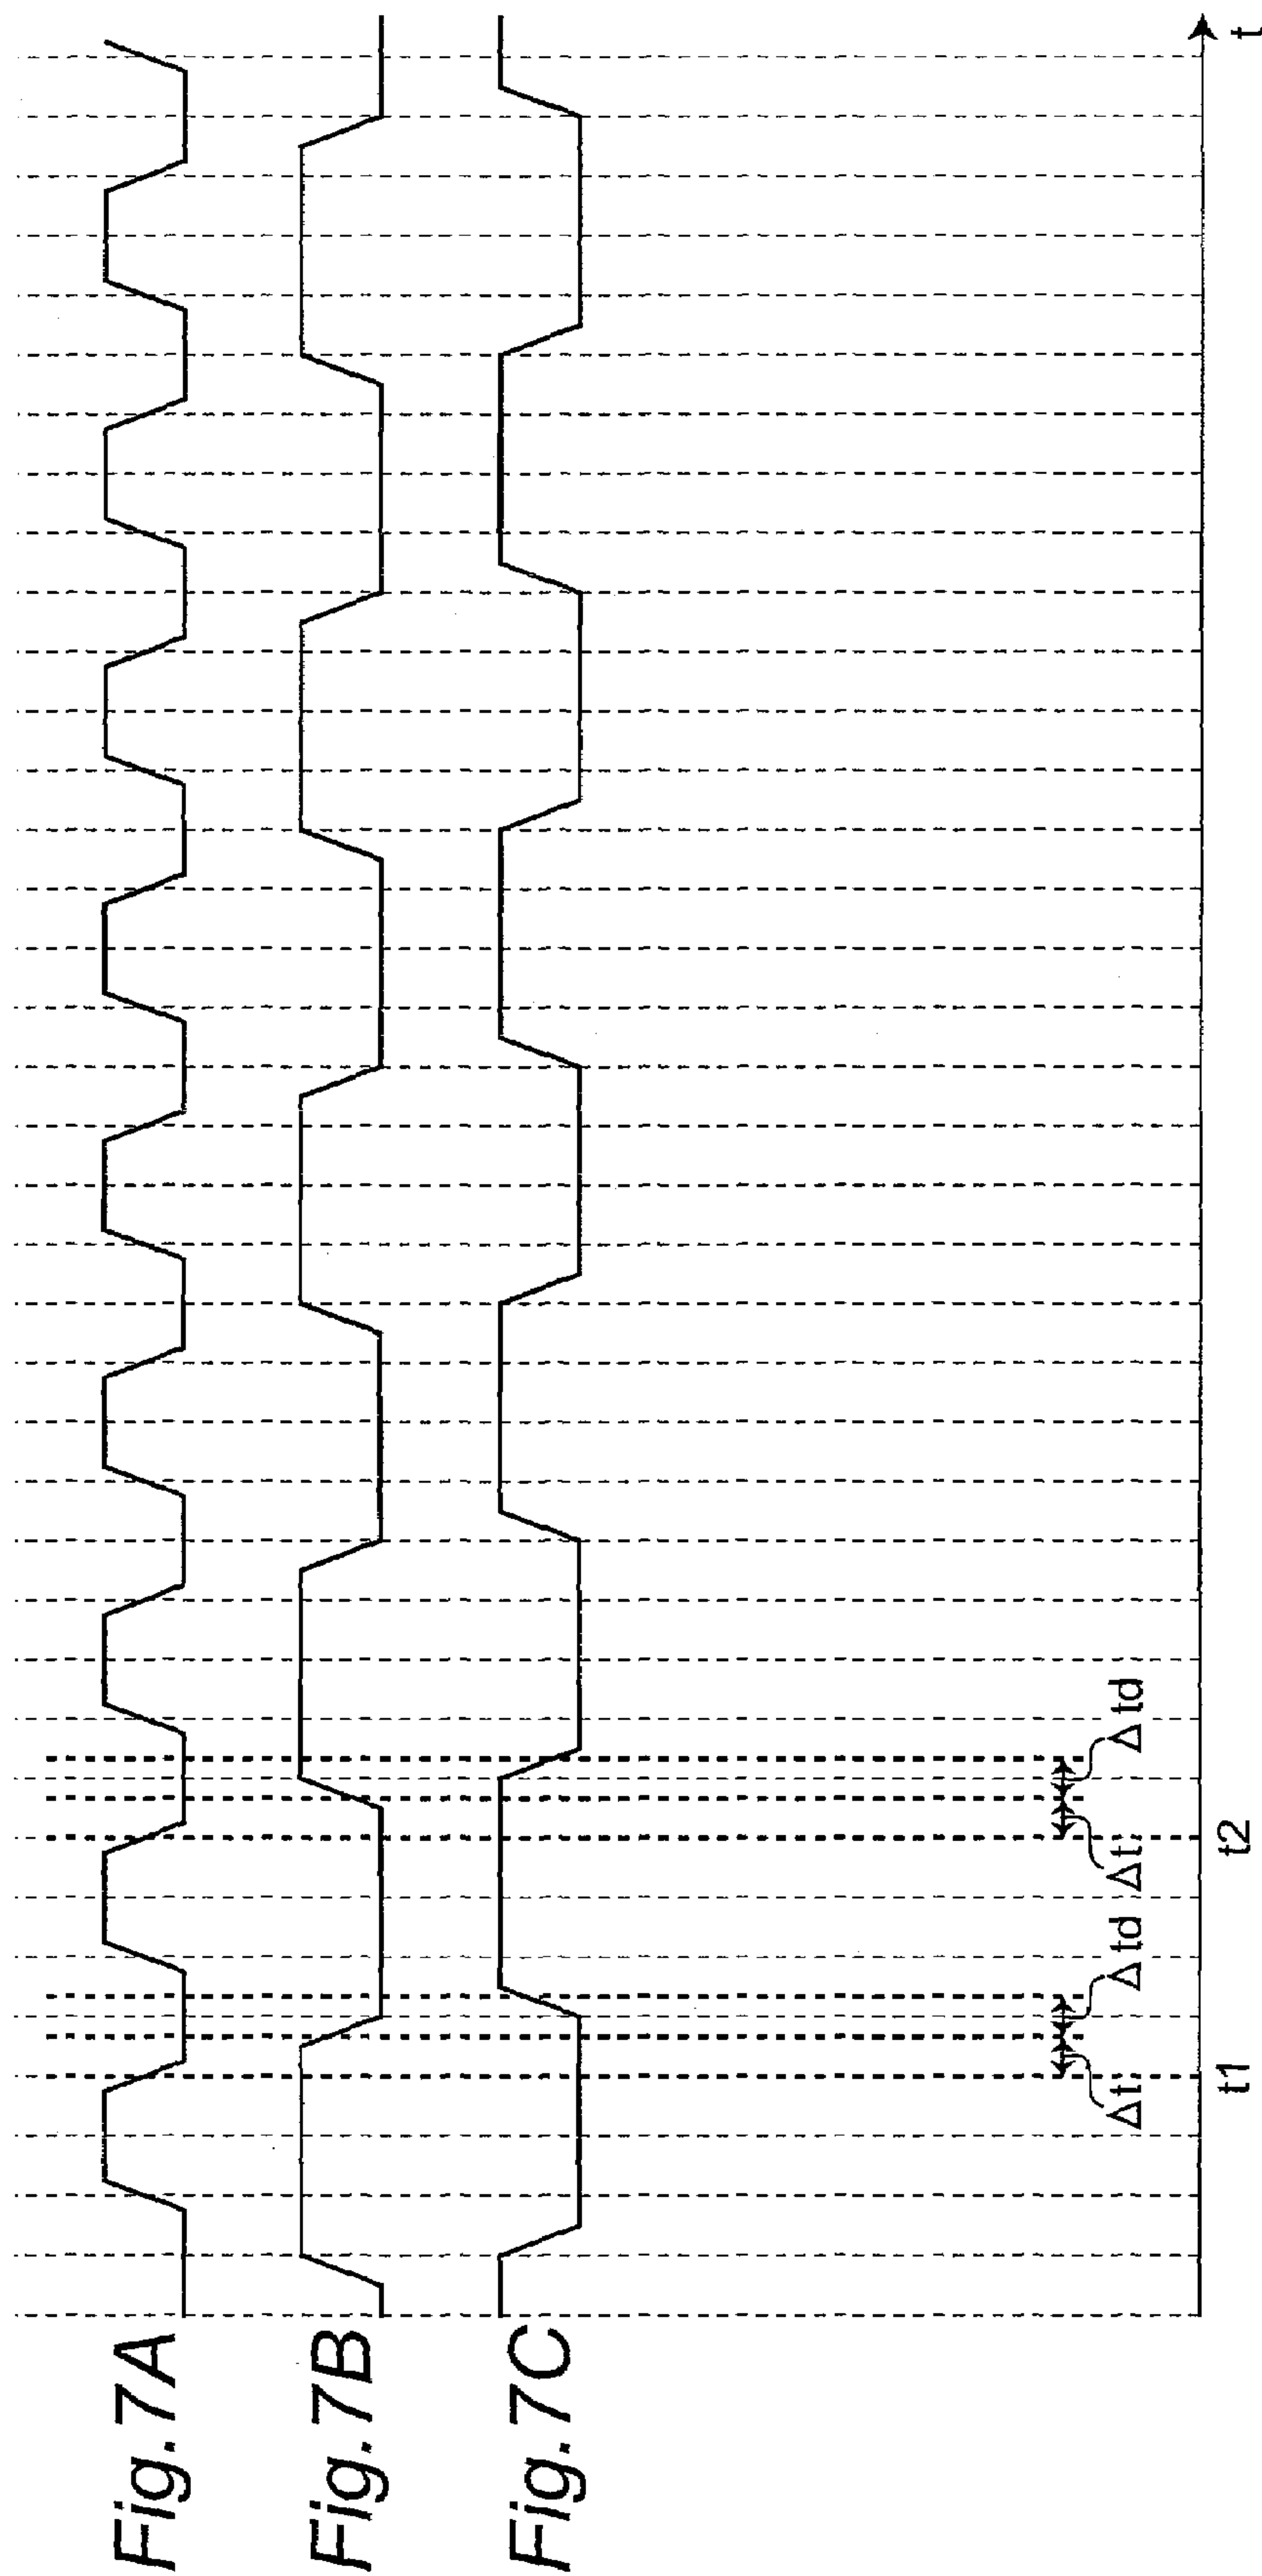 Fig. 7A
Fig. 7B
Fig. 7C
Δt Δtd Δt Δtd
t1 t2 t